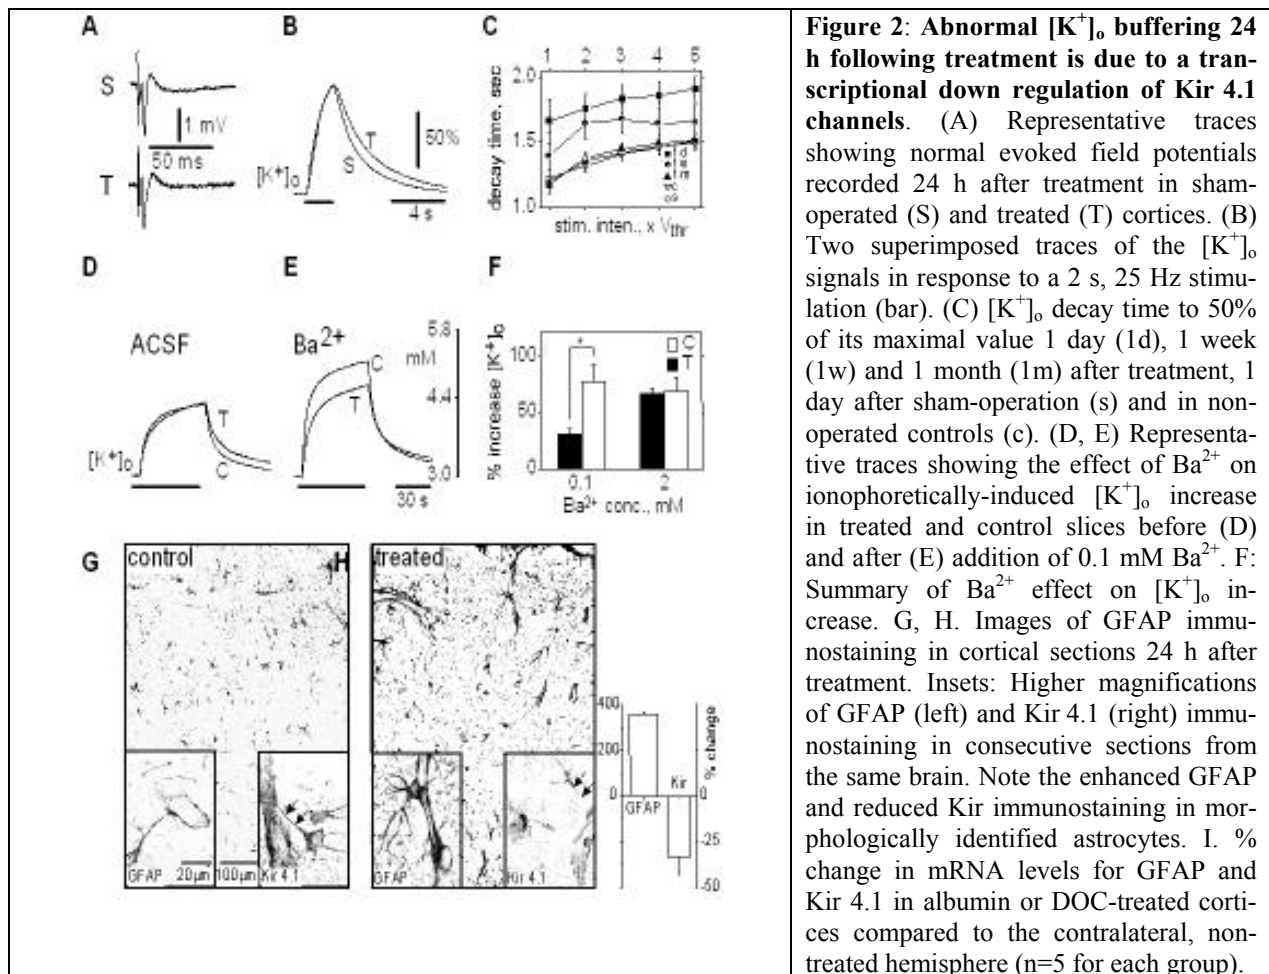 A
B
C
S
1 mV
50 ms
T
50%
T
S
[K⁺]ₒ
4 s
1 2 3 4 5
2.0
1.5
1.0
decay time, sec
stim. inten., x Vthr
D
E
F
ACSF
Ba²⁺
5.8
mM
4.4
3.0
C
T
T
C
[K⁺]ₒ
30 s
100
50
0
% increase [K⁺]ₒ
*
C
T
0.1
2
Ba²⁺ conc., mM
G
control
H
treated
GFAP
20µm
100µm
Kir 4.1
GFAP
Kir 4.1
400
200
0
GFAP
Kir
% change
0
-25
-50
Figure 2: Abnormal [K⁺]ₒ buffering 24
h following treatment is due to a tran-
scriptional down regulation of Kir 4.1
channels. (A) Representative traces
showing normal evoked field potentials
recorded 24 h after treatment in sham-
operated (S) and treated (T) cortices. (B)
Two superimposed traces of the [K⁺]ₒ
signals in response to a 2 s, 25 Hz stimu-
lation (bar). (C) [K⁺]ₒ decay time to 50%
of its maximal value 1 day (1d), 1 week
(1w) and 1 month (1m) after treatment, 1
day after sham-operation (s) and in non-
operated controls (c). (D, E) Representa-
tive traces showing the effect of Ba²⁺ on
ionophoretically-induced [K⁺]ₒ increase
in treated and control slices before (D)
and after (E) addition of 0.1 mM Ba²⁺. F:
Summary of Ba²⁺ effect on [K⁺]ₒ in-
crease. G, H. Images of GFAP immu-
nostaining in cortical sections 24 h after
treatment. Insets: Higher magnifications
of GFAP (left) and Kir 4.1 (right) immu-
nostaining in consecutive sections from
the same brain. Note the enhanced GFAP
and reduced Kir immunostaining in mor-
phologically identified astrocytes. I. %
change in mRNA levels for GFAP and
Kir 4.1 in albumin or DOC-treated corti-
ces compared to the contralateral, non-
treated hemisphere (n=5 for each group).